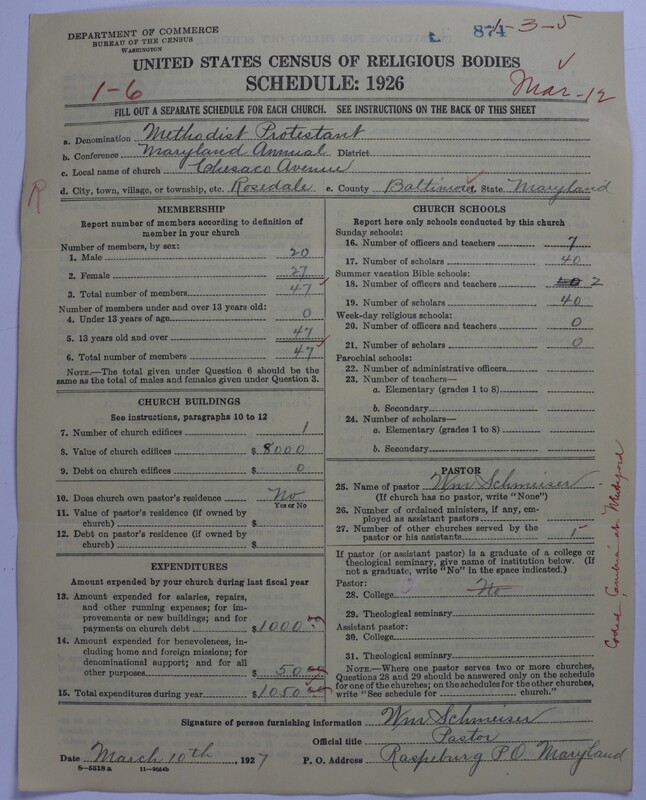 DEPARTMENT OF COMMERCE
BUREAU OF THE CENSUS
WASHINGTON
874
1-3-5
UNITED STATES CENSUS OF RELIGIOUS BODIES
SCHEDULE: 1926
1-6
Mar-12
FILL OUT A SEPARATE SCHEDULE FOR EACH CHURCH. SEE INSTRUCTIONS ON THE BACK OF THIS SHEET
a. Denomination Methodist Protestant
b. Conference Maryland Annual District
c. Local name of church Chesaco Avenue
R
d. City, town, village, or township, etc. Rosedale e. County Baltimore State Maryland
MEMBERSHIP
Report number of members according to definition of
member in your church
Number of members, by sex:
1. Male 20
2. Female 27
3. Total number of members 47
Number of members under and over 13 years old:
4. Under 13 years of age 0
5. 13 years old and over 47
6. Total number of members 47
NOTE.—The total given under Question 6 should be the
same as the total of males and females given under Question 3.
CHURCH BUILDINGS
See instructions, paragraphs 10 to 12
7. Number of church edifices 1
8. Value of church edifices $ 8000
9. Debt on church edifices $ 0
10. Does church own pastor's residence No
Yes or No
11. Value of pastor's residence (if owned by
church) $
12. Debt on pastor's residence (if owned by
church) $
EXPENDITURES
Amount expended by your church during last fiscal year
13. Amount expended for salaries, repairs,
and other running expenses; for im-
provements or new buildings; and for
payments on church debt $ 1000.00
14. Amount expended for benevolences, in-
cluding home and foreign missions; for
denominational support; and for all
other purposes $ 50.00
15. Total expenditures during year $ 1050.00
CHURCH SCHOOLS
Report here only schools conducted by this church
Sunday schools:
16. Number of officers and teachers 7
17. Number of scholars 40
Summer vacation Bible schools:
18. Number of officers and teachers 2
19. Number of scholars 40
Week-day religious schools:
20. Number of officers and teachers 0
21. Number of scholars 0
Parochial schools:
22. Number of administrative officers
23. Number of teachers—
a. Elementary (grades 1 to 8)
b. Secondary
24. Number of scholars—
a. Elementary (grades 1 to 8)
b. Secondary
PASTOR
25. Name of pastor Wm Schmeiser
(If church has no pastor, write "None")
26. Number of ordained ministers, if any, em-
ployed as assistant pastors
27. Number of other churches served by the
pastor or his assistants 1
If pastor (or assistant pastor) is a graduate of a college or
theological seminary, give name of institution below. (If
not a graduate, write "No" in the space indicated.)
Pastor:
28. College No
29. Theological seminary
Assistant pastor:
30. College
31. Theological seminary
NOTE.—Where one pastor serves two or more churches,
Questions 28 and 29 should be answered only on the schedule
for one of the churches; on the schedules for the other churches,
write "See schedule for church."
Signature of person furnishing information Wm Schmeiser
Official title Pastor
Date March 10th, 1927 P. O. Address Raspeburg P.O. Maryland
8-5518 a